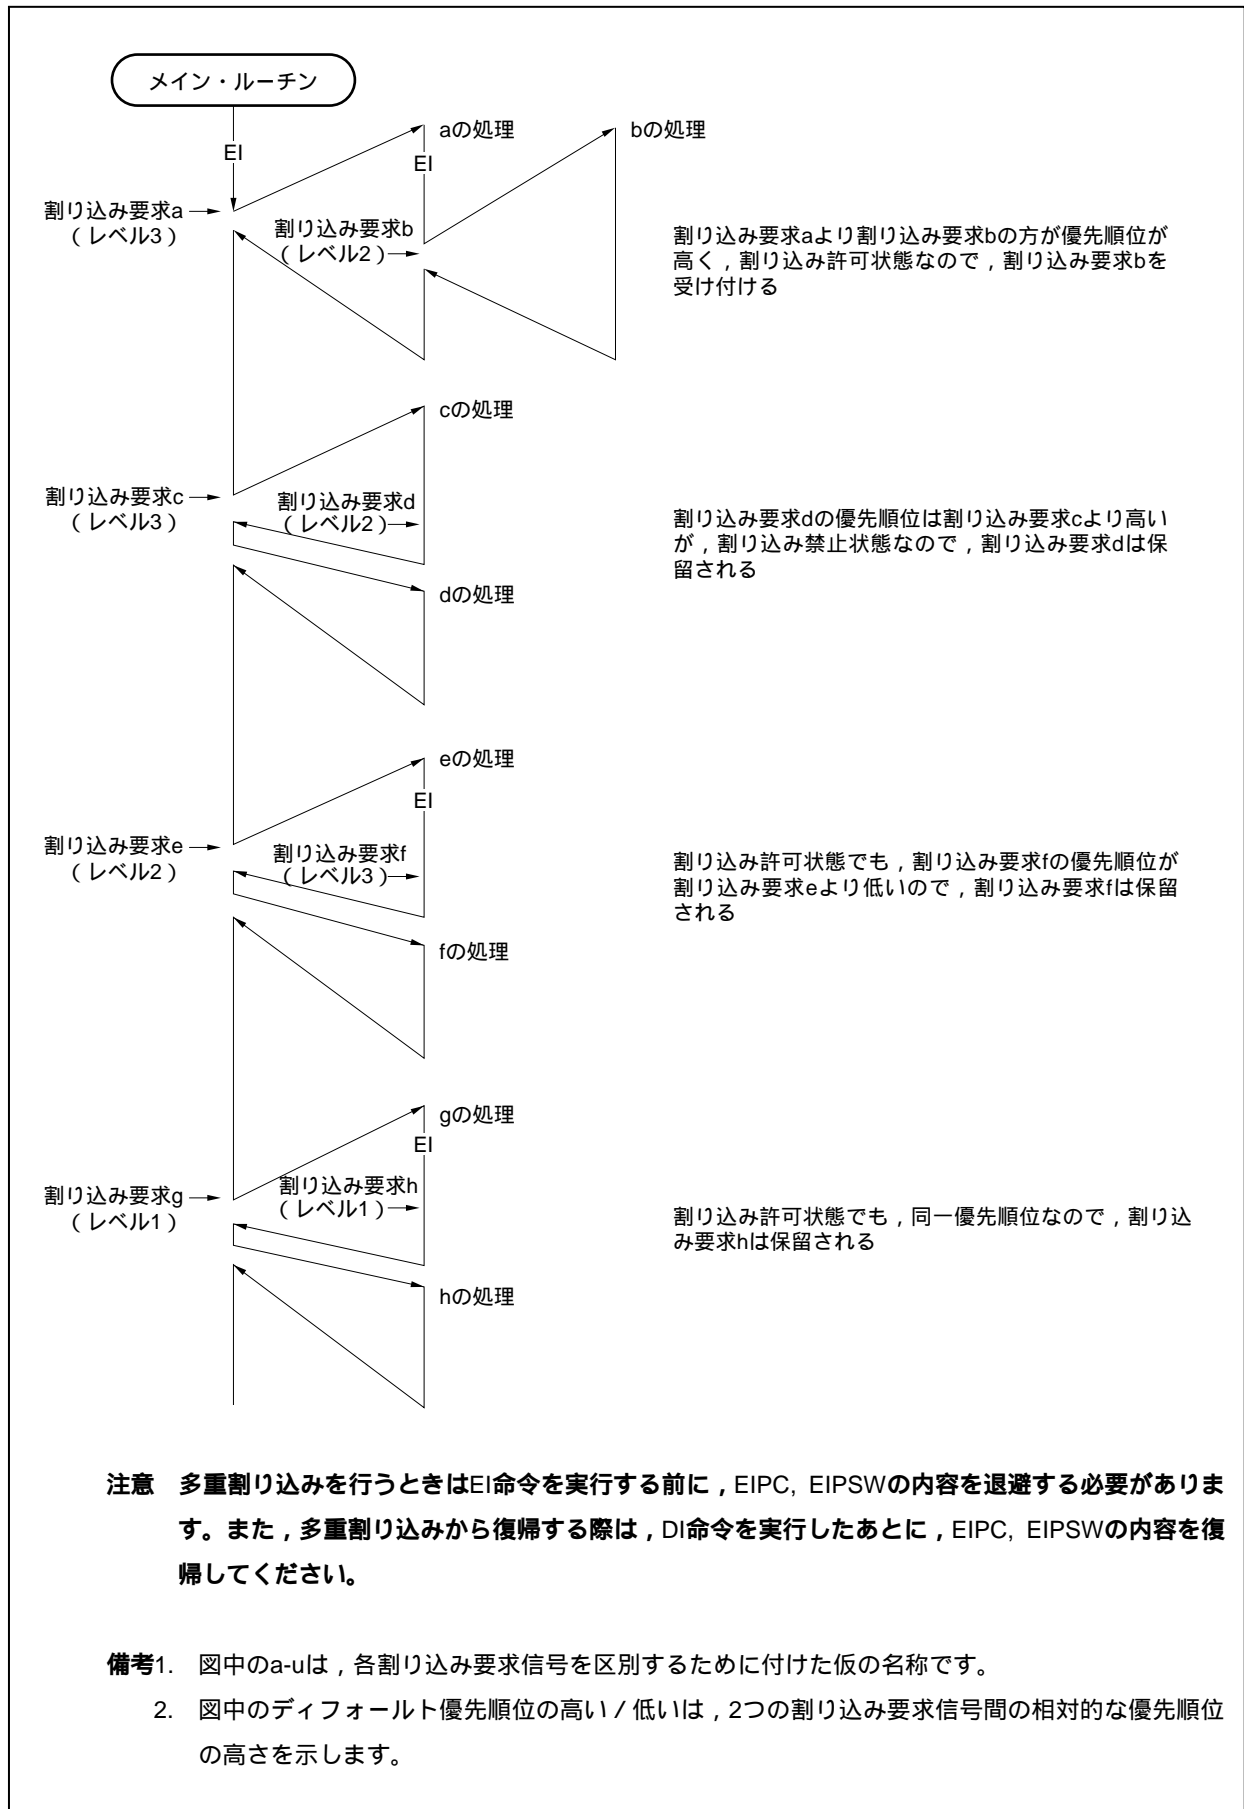 メイン・ルーチン
EI
aの処理
EI
bの処理
割り込み要求a
（レベル3）
割り込み要求b
（レベル2）
割り込み要求aより割り込み要求bの方が優先順位が
高く，割り込み許可状態なので，割り込み要求bを
受け付ける
cの処理
割り込み要求c
（レベル3）
割り込み要求d
（レベル2）
割り込み要求dの優先順位は割り込み要求cより高い
が，割り込み禁止状態なので，割り込み要求dは保
留される
dの処理
eの処理
EI
割り込み要求e
（レベル2）
割り込み要求f
（レベル3）
割り込み許可状態でも，割り込み要求fの優先順位が
割り込み要求eより低いので，割り込み要求fは保留
される
fの処理
gの処理
EI
割り込み要求g
（レベル1）
割り込み要求h
（レベル1）
割り込み許可状態でも，同一優先順位なので，割り込
み要求hは保留される
hの処理
注意 多重割り込みを行うときはEI命令を実行する前に，EIPC, EIPSWの内容を退避する必要がありま
す。また，多重割り込みから復帰する際は，DI命令を実行したあとに，EIPC, EIPSWの内容を復
帰してください。
備考1. 図中のa-uは，各割り込み要求信号を区別するために付けた仮の名称です。
2. 図中のディフォールト優先順位の高い／低いは，2つの割り込み要求信号間の相対的な優先順位
の高さを示します。